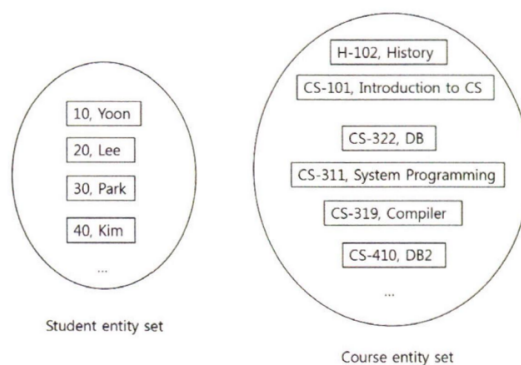 10, Yoon
20, Lee
30, Park
40, Kim
...
Student entity set
H-102, History
CS-101, Introduction to CS
CS-322, DB
CS-311, System Programming
CS-319, Compiler
CS-410, DB2
...
Course entity set